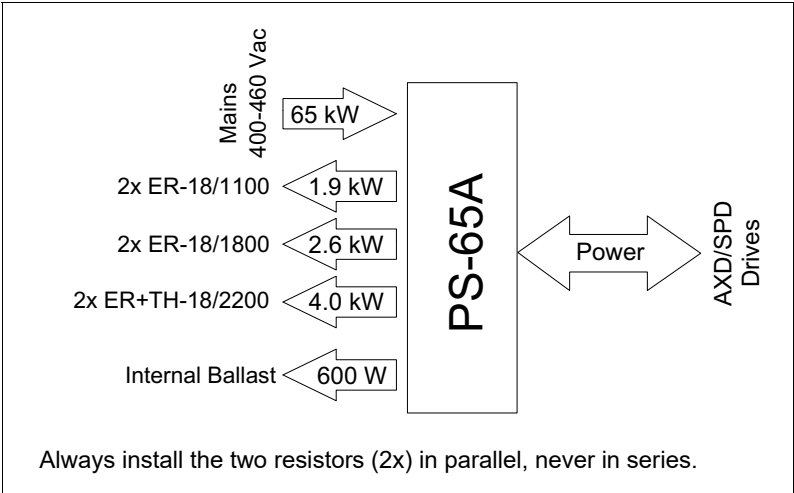 Mains
400-460 Vac
65 kW
2x ER-18/1100
1.9 kW
2x ER-18/1800
2.6 kW
2x ER+TH-18/2200
4.0 kW
Internal Ballast
600 W
PS-65A
Power
AXD/SPD
Drives
Always install the two resistors (2x) in parallel, never in series.